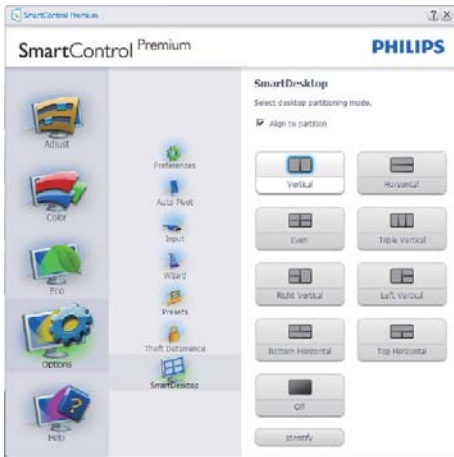 SmartControl Premium
SmartControl Premium
PHILIPS
Adjust
Color
Eco
Options
Help
Preferences
Auto Pivot
Input
Wizard
Presets
Theft Deterrence
SmartDesktop
SmartDesktop
Select desktop partitioning mode.
Align to partition
Vertical
Horizontal
Even
Triple Vertical
Right Vertical
Left Vertical
Bottom Horizontal
Top Horizontal
Off
Identify